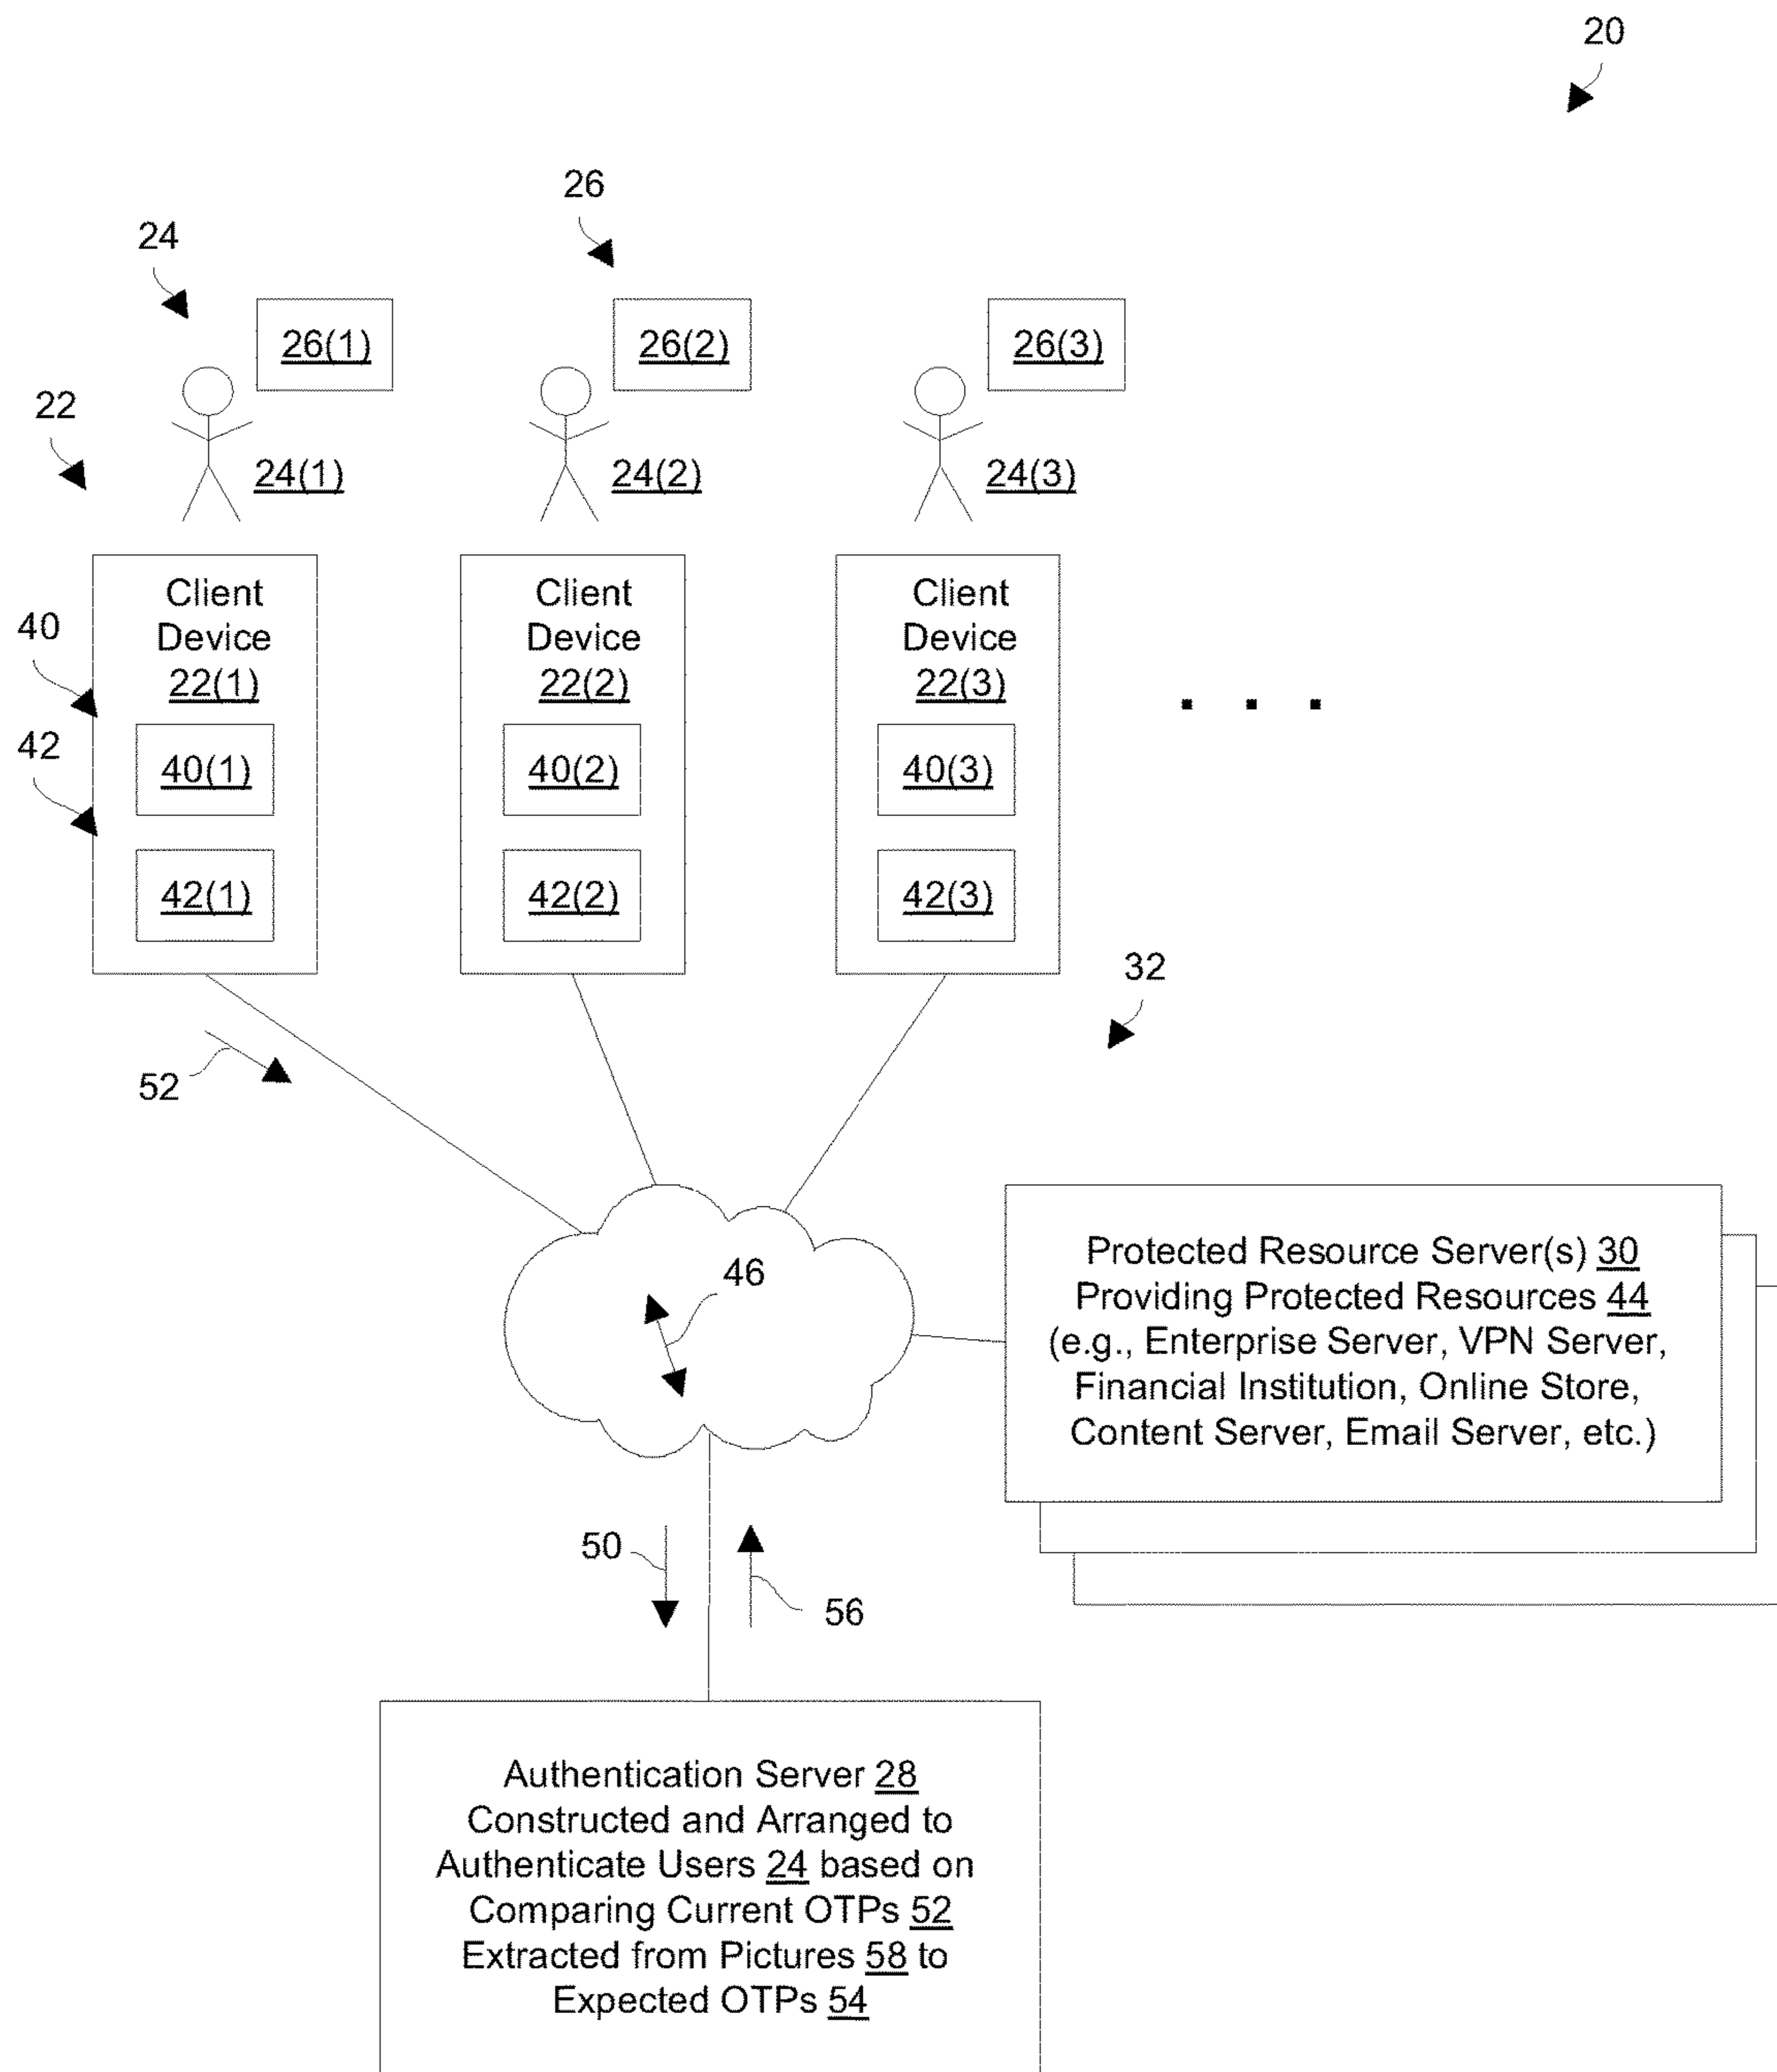 20
26
24
26(1)
26(2)
26(3)
22
24(1)
24(2)
24(3)
Client
Device
22(1)
Client
Device
22(2)
Client
Device
22(3)
40
. . .
42
40(1)
40(2)
40(3)
42(1)
42(2)
42(3)
32
52
46
Protected Resource Server(s) 30
Providing Protected Resources 44
(e.g., Enterprise Server, VPN Server,
Financial Institution, Online Store,
Content Server, Email Server, etc.)
50
56
Authentication Server 28
Constructed and Arranged to
Authenticate Users 24 based on
Comparing Current OTPs 52
Extracted from Pictures 58 to
Expected OTPs 54